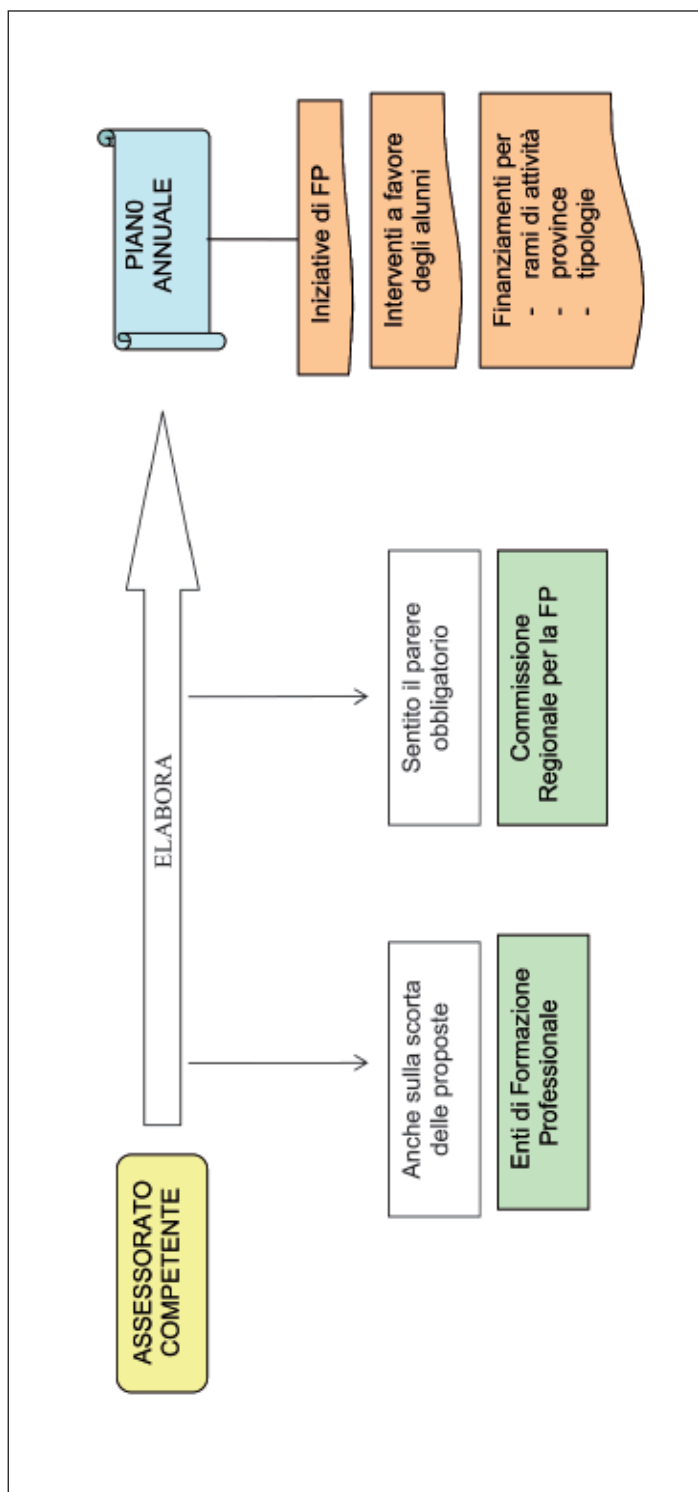 ASSESSORATO
COMPETENTE
ELABORA
PIANO
ANNUALE
Anche sulla scorta
delle proposte
Enti di Formazione
Professionale
Sentito il parere
obbligatorio
Commissione
Regionale per la FP
Iniziative di FP
Interventi a favore
degli alunni
Finanziamenti per
- rami di attività
- province
- tipologie